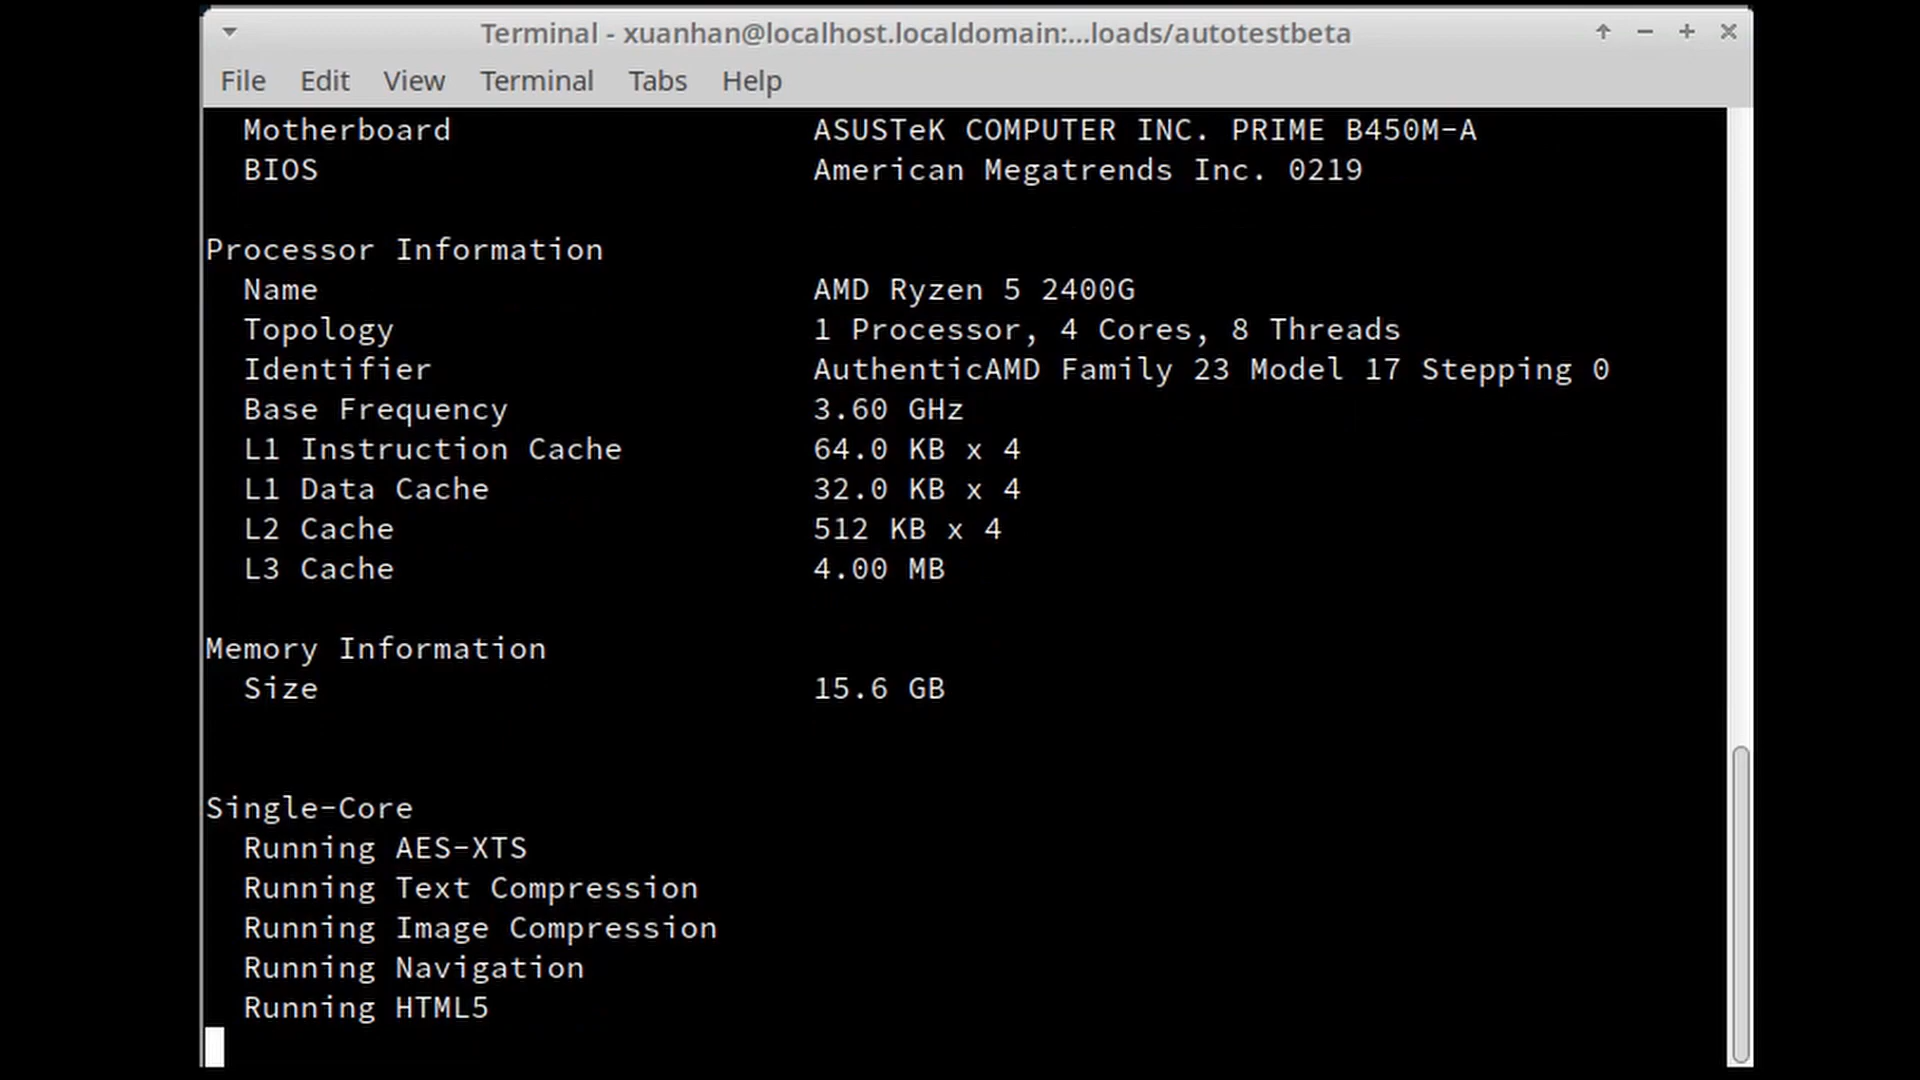 Terminal - xuanhan@localhost.localdomain:...loads/autotestbeta
File Edit View Terminal Tabs Help
Motherboard ASUSTeK COMPUTER INC. PRIME B450M-A
BIOS American Megatrends Inc. 0219
Processor Information
Name AMD Ryzen 5 2400G
Topology 1 Processor, 4 Cores, 8 Threads
Identifier AuthenticAMD Family 23 Model 17 Stepping 0
Base Frequency 3.60 GHz
L1 Instruction Cache 64.0 KB x 4
L1 Data Cache 32.0 KB x 4
L2 Cache 512 KB x 4
L3 Cache 4.00 MB
Memory Information
Size 15.6 GB
Single-Core
Running AES-XTS
Running Text Compression
Running Image Compression
Running Navigation
Running HTML5